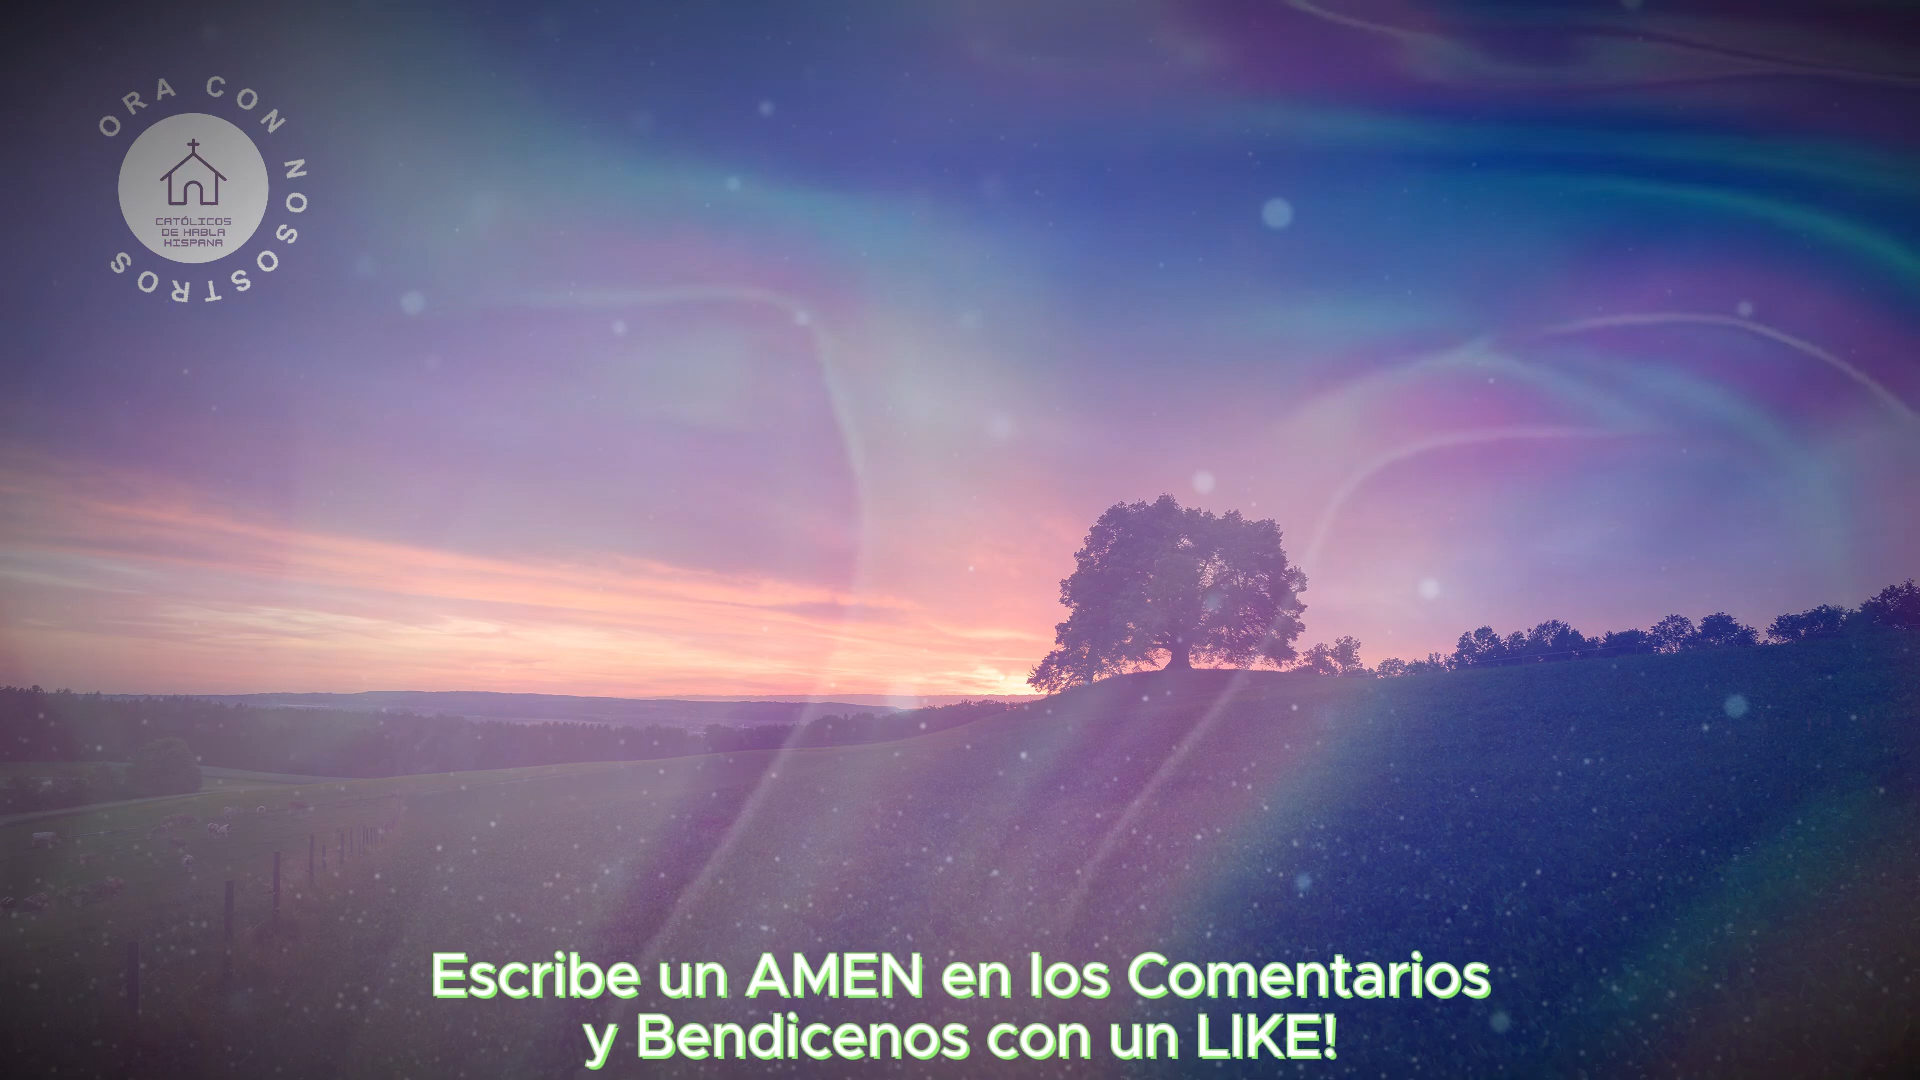 ORA CON NOSOSTROS
CATÓLICOS
DE HABLA
HISPANA
Escribe un AMEN en los Comentarios
y Bendicenos con un LIKE!